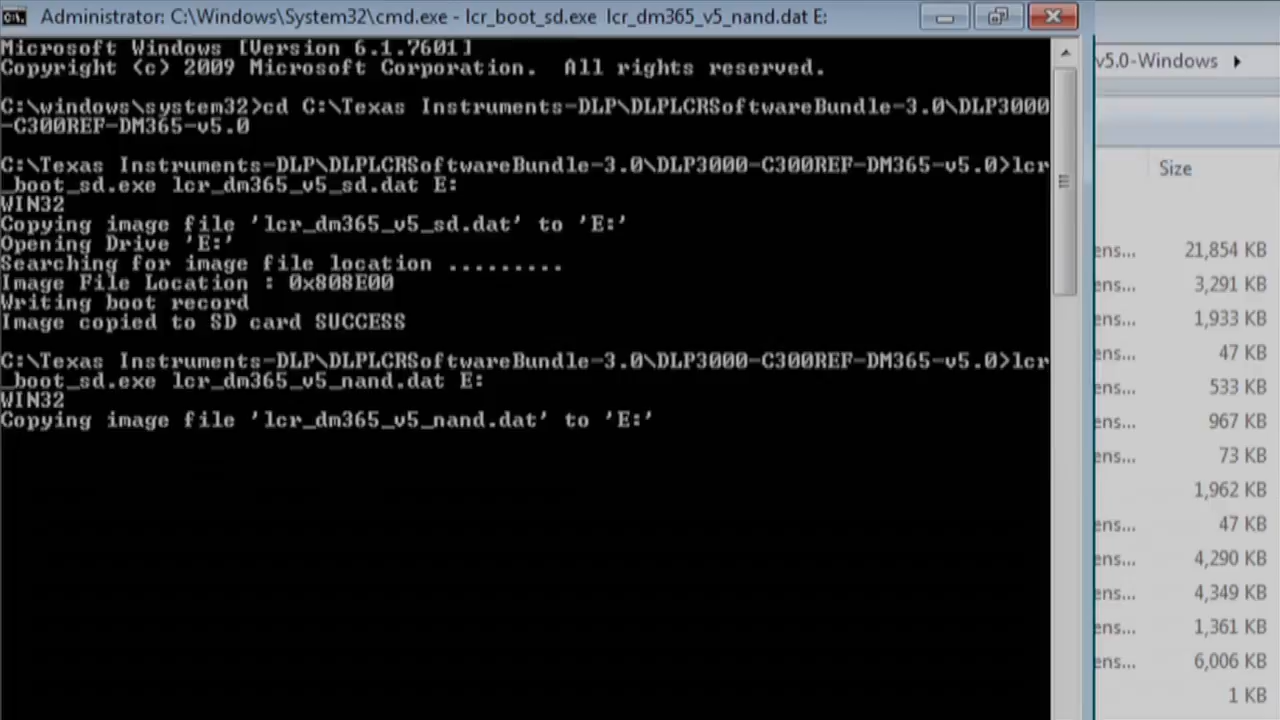 Administrator: C:\Windows\System32\cmd.exe - lcr_boot_sd.exe lcr_dm365_v5_nand.dat E:
Microsoft Windows [Version 6.1.7601]
Copyright (c) 2009 Microsoft Corporation. All rights reserved.
C:\windows\system32>cd C:\Texas Instruments-DLP\DLPLCRSoftwareBundle-3.0\DLP3000
-C300REF-DM365-v5.0
C:\Texas Instruments-DLP\DLPLCRSoftwareBundle-3.0\DLP3000-C300REF-DM365-v5.0>lcr
_boot_sd.exe lcr_dm365_v5_sd.dat E:
WIN32
Copying image file 'lcr_dm365_v5_sd.dat' to 'E:'
Opening Drive 'E:'
Searching for image file location .........
Image File Location : 0x808E00
Writing boot record
Image copied to SD card SUCCESS
C:\Texas Instruments-DLP\DLPLCRSoftwareBundle-3.0\DLP3000-C300REF-DM365-v5.0>lcr
_boot_sd.exe lcr_dm365_v5_nand.dat E:
WIN32
Copying image file 'lcr_dm365_v5_nand.dat' to 'E:'
v5.0-Windows
Size
ens... 21,854 KB
ens... 3,291 KB
ens... 1,933 KB
ens... 47 KB
ens... 533 KB
ens... 967 KB
ens... 73 KB
1,962 KB
ens... 47 KB
ens... 4,290 KB
ens... 4,349 KB
ens... 1,361 KB
ens... 6,006 KB
1 KB